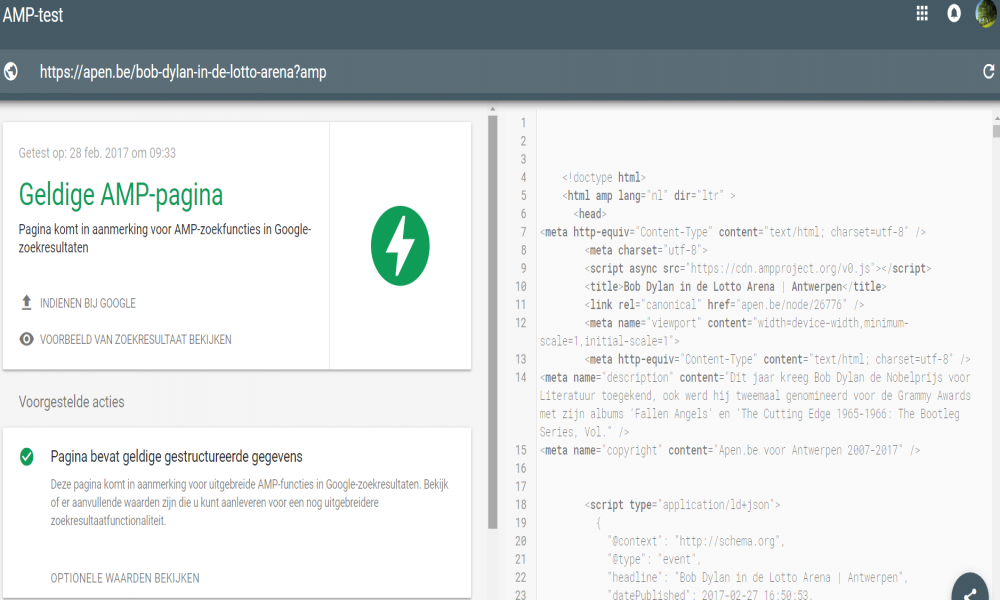 AMP-test
https://apen.be/bob-dylan-in-de-lotto-arena?amp
Getest op: 28 feb. 2017 om 09:33
Geldige AMP-pagina
Pagina komt in aanmerking voor AMP-zoekfuncties in Google-
zoekresultaten
INDIENEN BIJ GOOGLE
VOORBEELD VAN ZOEKRESULTAAT BEKIJKEN
Voorgestelde acties
Pagina bevat geldige gestructureerde gegevens
Deze pagina komt in aanmerking voor uitgebreide AMP-functies in Google-zoekresultaten. Bekijk
of er aanvullende waarden zijn die u kunt aanleveren voor een nog uitgebreidere
zoekresultaatfunctionaliteit.
OPTIONELE WAARDEN BEKIJKEN
1
2
3
4 <!doctype html>
5 <html amp lang="nl" dir="ltr" >
6 <head>
7 <meta http-equiv="Content-Type" content="text/html; charset=utf-8" />
8 <meta charset="utf-8">
9 <script async src="https://cdn.ampproject.org/v0.js"></script>
10 <title>Bob Dylan in de Lotto Arena | Antwerpen</title>
11 <link rel="canonical" href="apen.be/node/26776" />
12 <meta name="viewport" content="width=device-width,minimum-
scale=1,initial-scale=1">
13 <meta http-equiv="Content-Type" content="text/html; charset=utf-8" />
14 <meta name="description" content="Dit jaar kreeg Bob Dylan de Nobelprijs voor
Literatuur toegekend, ook werd hij tweemaal genomineerd voor de Grammy Awards
met zijn albums 'Fallen Angels' en 'The Cutting Edge 1965-1966: The Bootleg
Series, Vol." />
15 <meta name="copyright" content="Apen.be voor Antwerpen 2007-2017" />
16
17
18 <script type="application/ld+json">
19 {
20 "@context": "http://schema.org",
21 "@type": "event",
22 "headline": "Bob Dylan in de Lotto Arena | Antwerpen",
23 "datePublished": 2017-02-27 16:50:53,